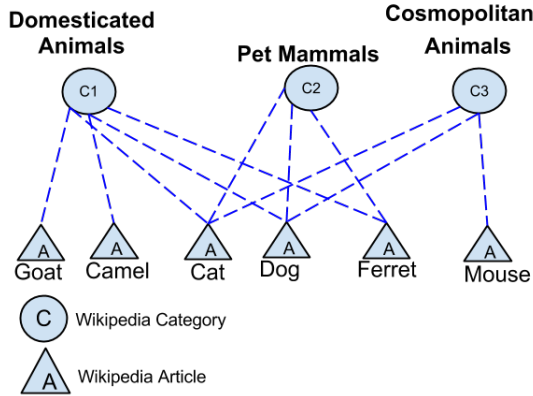 Domesticated
Animals
Pet Mammals
Cosmopolitan
Animals
C1
C2
C3
A
A
A
A
A
A
Goat
Camel
Cat
Dog
Ferret
Mouse
C
Wikipedia Category
A
Wikipedia Article